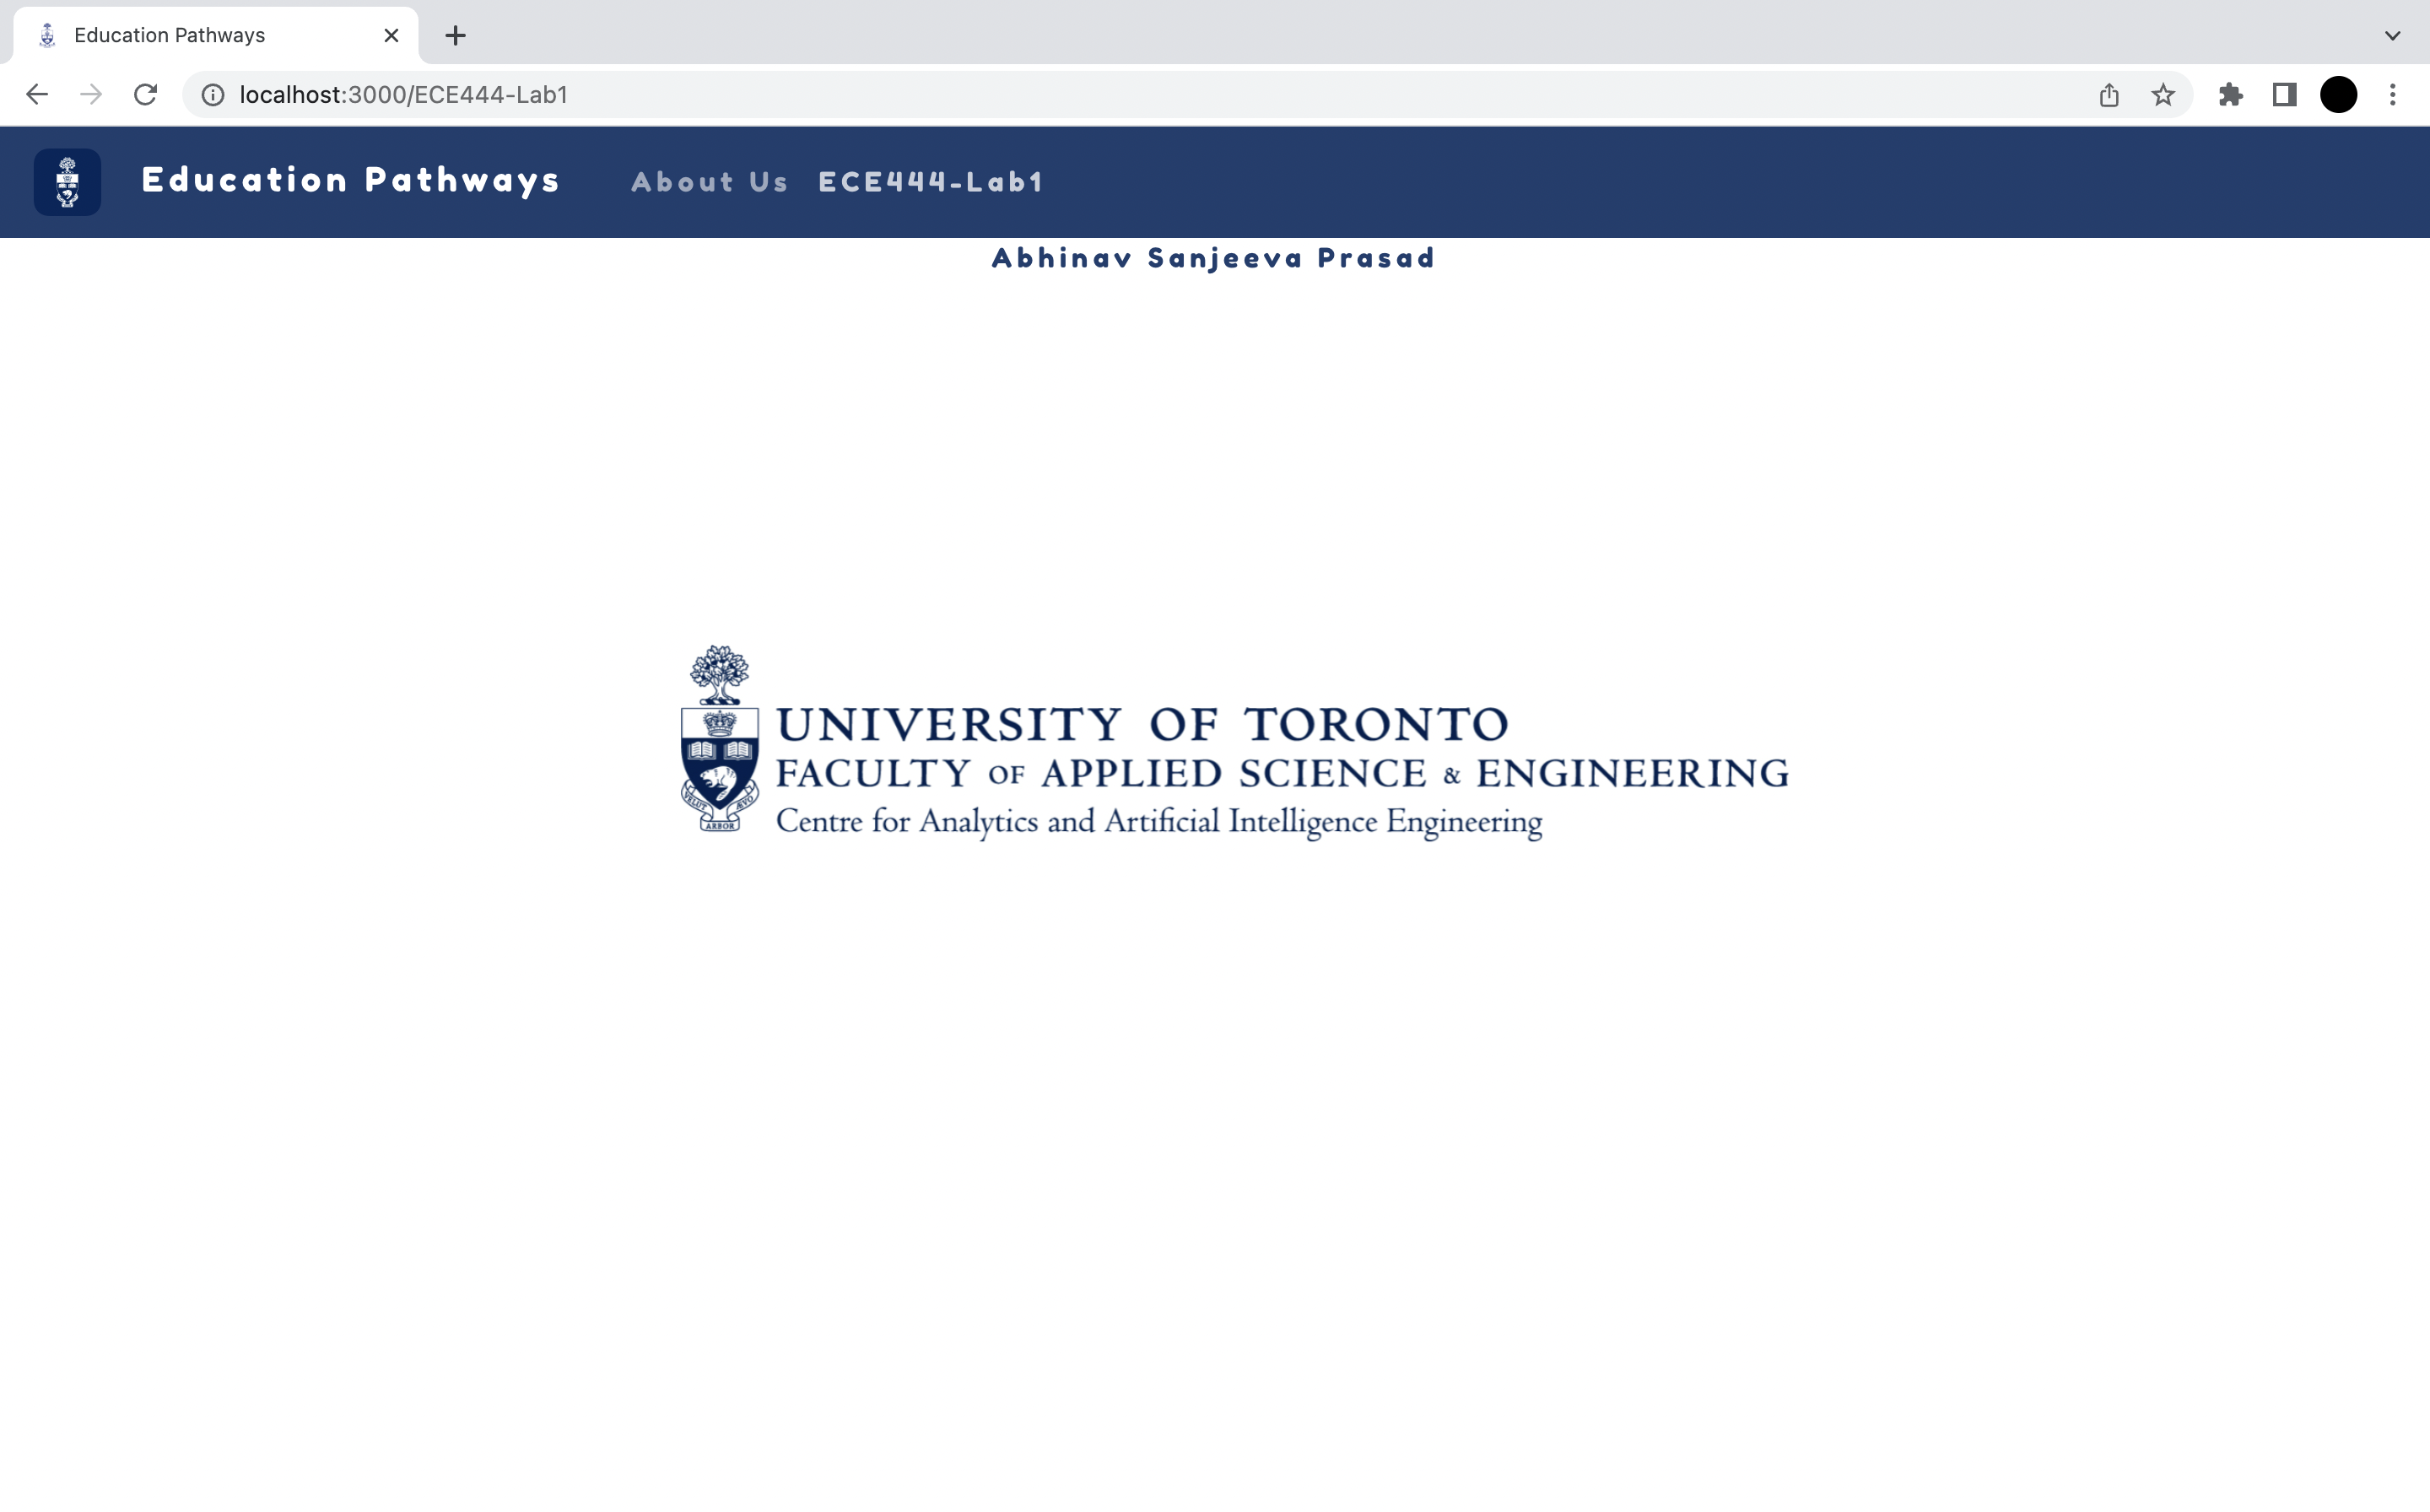 Education Pathways
localhost:3000/ECE444-Lab1
Education Pathways About Us ECE444-Lab1
Abhinav Sanjeeva Prasad
UNIVERSITY OF TORONTO
FACULTY OF APPLIED SCIENCE & ENGINEERING
Centre for Analytics and Artificial Intelligence Engineering
VELUT ARBOR ÆVO